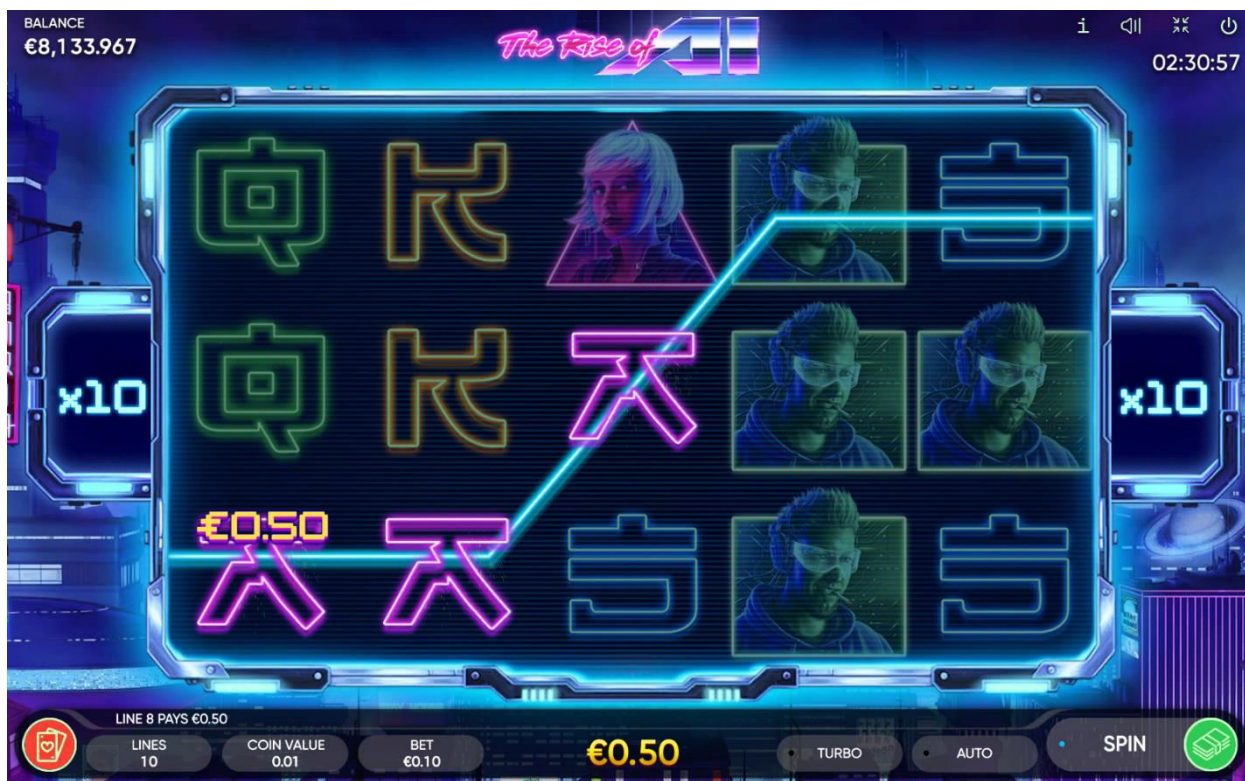 BALANCE
€8,133.967
The Rise of AI
i
02:30:57
Q K J
Q K A
x10
x10
€0.50
A A J J
LINE 8 PAYS €0.50
LINES
10
COIN VALUE
0.01
BET
€0.10
€0.50
TURBO
AUTO
SPIN